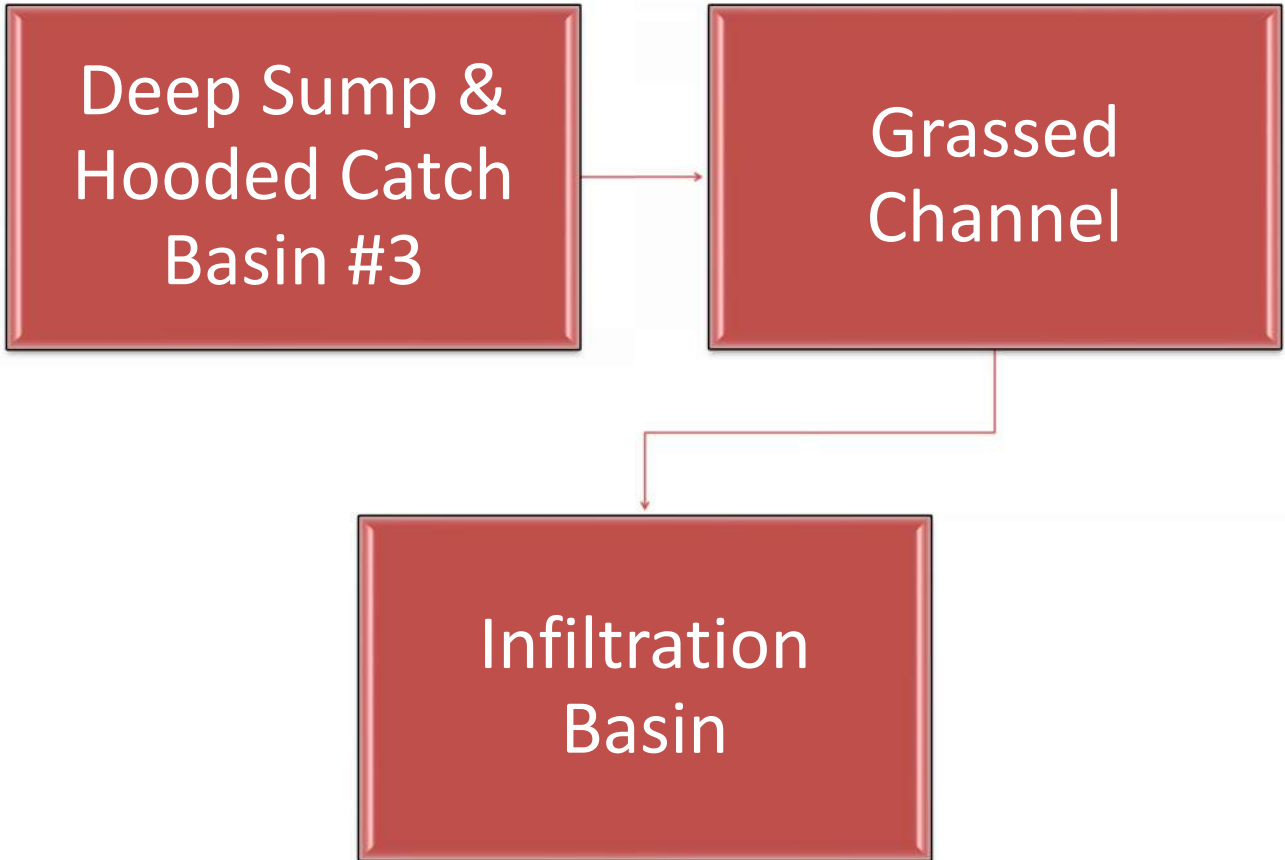 Deep Sump &
Hooded Catch
Basin #3
Grassed
Channel
Infiltration
Basin